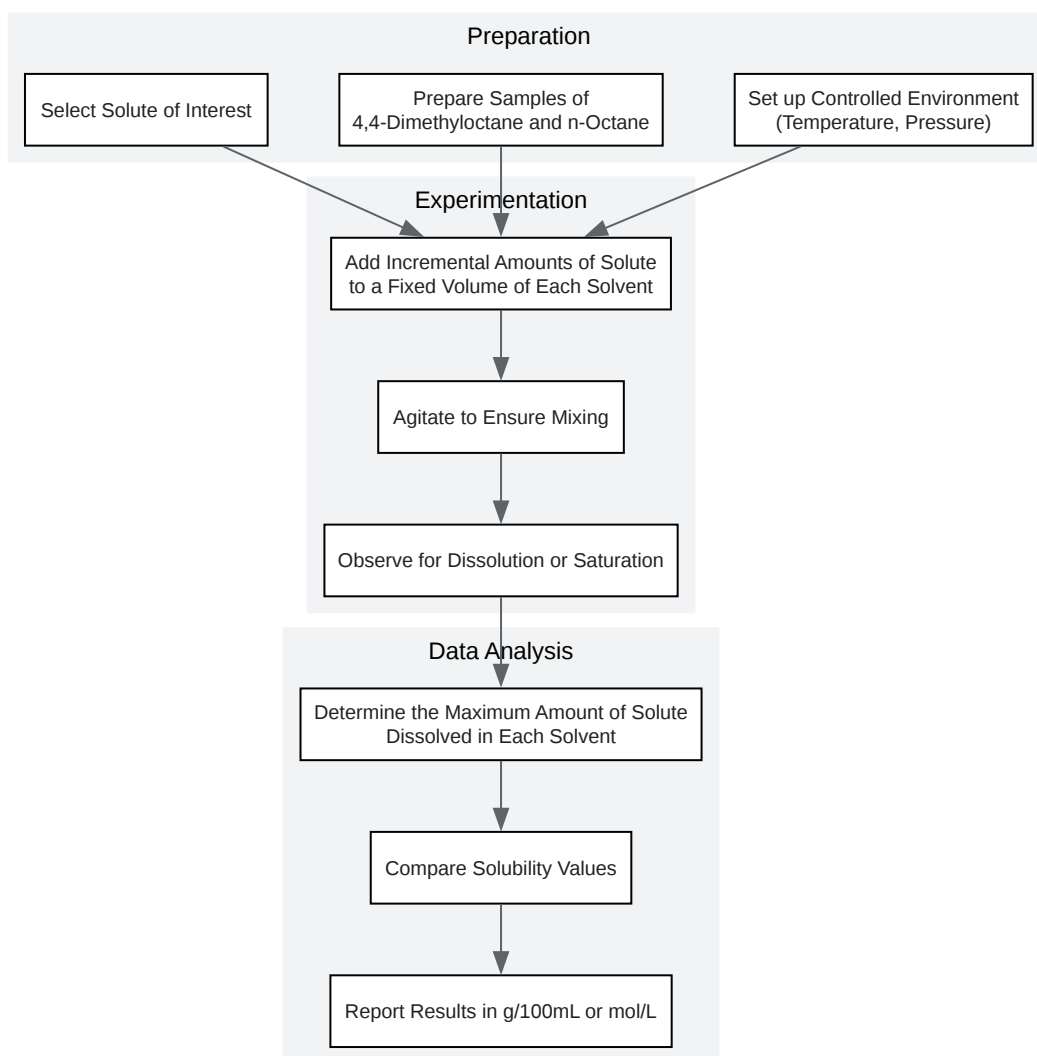 Preparation
Select Solute of Interest
Prepare Samples of
4,4-Dimethyloctane and n-Octane
Set up Controlled Environment
(Temperature, Pressure)
Experimentation
Add Incremental Amounts of Solute
to a Fixed Volume of Each Solvent
Agitate to Ensure Mixing
Observe for Dissolution or Saturation
Data Analysis
Determine the Maximum Amount of Solute
Dissolved in Each Solvent
Compare Solubility Values
Report Results in g/100mL or mol/L